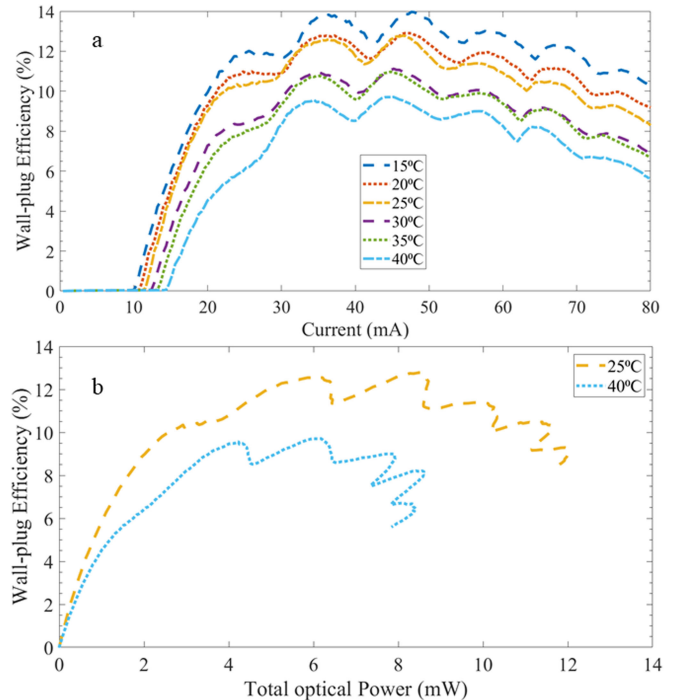 14
12
10
8
6
4
2
0
Wall-plug Efficiency (%)
a
15ºC
20ºC
25ºC
30ºC
35ºC
40ºC
0 10 20 30 40 50 60 70 80
Current (mA)
14
12
10
8
6
4
2
0
Wall-plug Efficiency (%)
b
25ºC
40ºC
0 2 4 6 8 10 12 14
Total optical Power (mW)